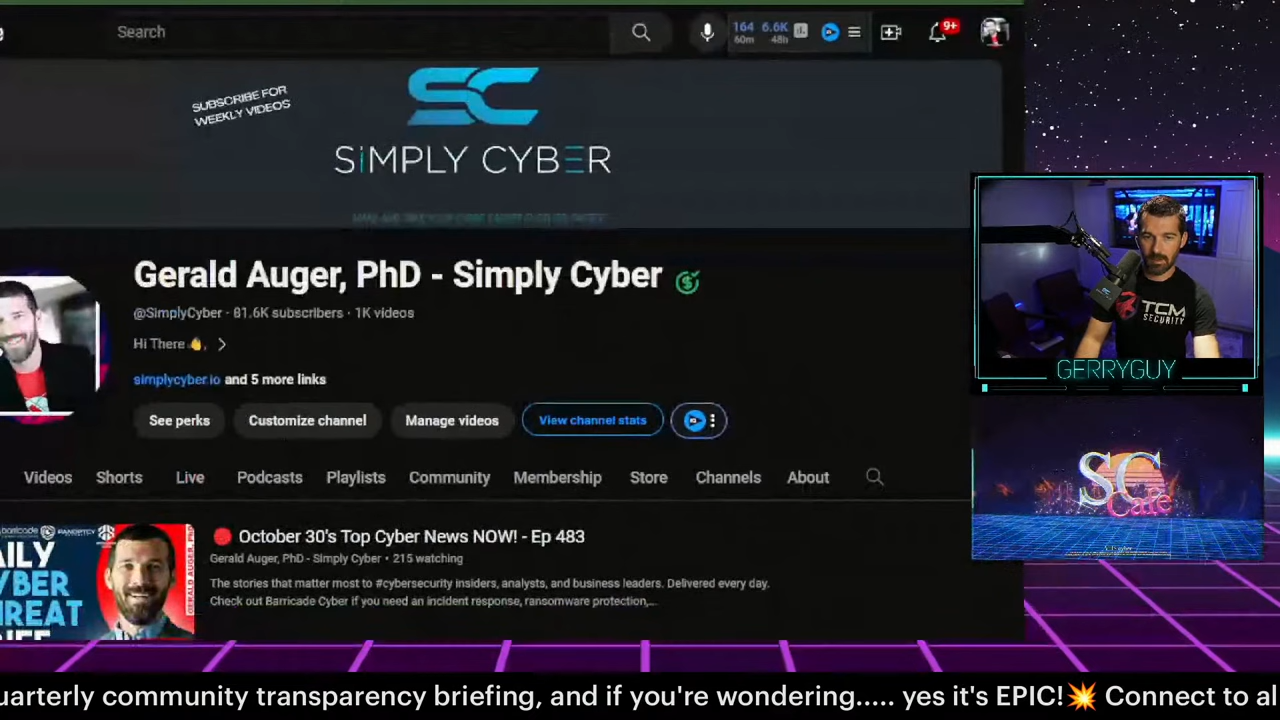 Search
164 6.6K
60m 48h
9+
SUBSCRIBE FOR
WEEKLY VIDEOS
SC
SiMPLY CYBER
Gerald Auger, PhD - Simply Cyber
@SimplyCyber · 81.6K subscribers · 1K videos
Hi There
simplycyber.io and 5 more links
See perks
Customize channel
Manage videos
View channel stats
Videos
Shorts
Live
Podcasts
Playlists
Community
Membership
Store
Channels
About
AILY
YBER
HREAT
GERALD AUGER, PHD
October 30's Top Cyber News NOW! - Ep 483
Gerald Auger, PhD - Simply Cyber · 215 watching
The stories that matter most to #cybersecurity insiders, analysts, and business leaders. Delivered every day.
Check out Barricade Cyber if you need an incident response, ransomware protection,...
TCM
SECURITY
GERRYGUY
SC
Cafe
uarterly community transparency briefing, and if you're wondering..... yes it's EPIC!💥 Connect to al